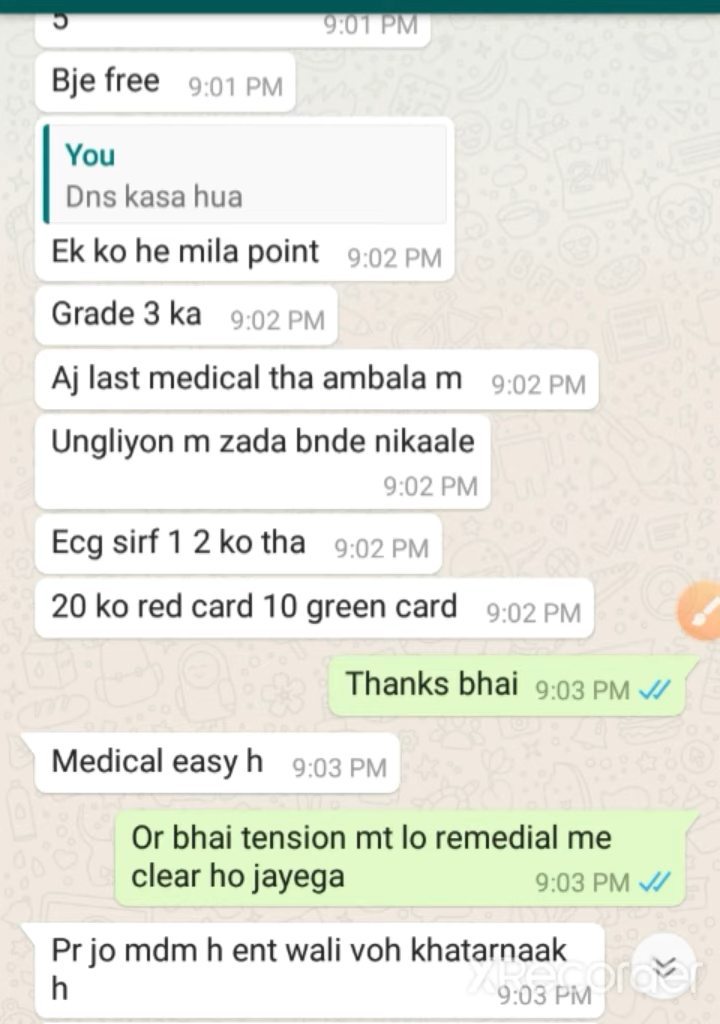 5 9:01 PM
Bje free 9:01 PM
You
Dns kasa hua
Ek ko he mila point 9:02 PM
Grade 3 ka 9:02 PM
Aj last medical tha ambala m 9:02 PM
Ungliyon m zada bnde nikaale
9:02 PM
Ecg sirf 1 2 ko tha 9:02 PM
20 ko red card 10 green card 9:02 PM
Thanks bhai 9:03 PM
Medical easy h 9:03 PM
Or bhai tension mt lo remedial me
clear ho jayega 9:03 PM
Pr jo mdm h ent wali voh khatarnaak
h 9:03 PM
XRecorder